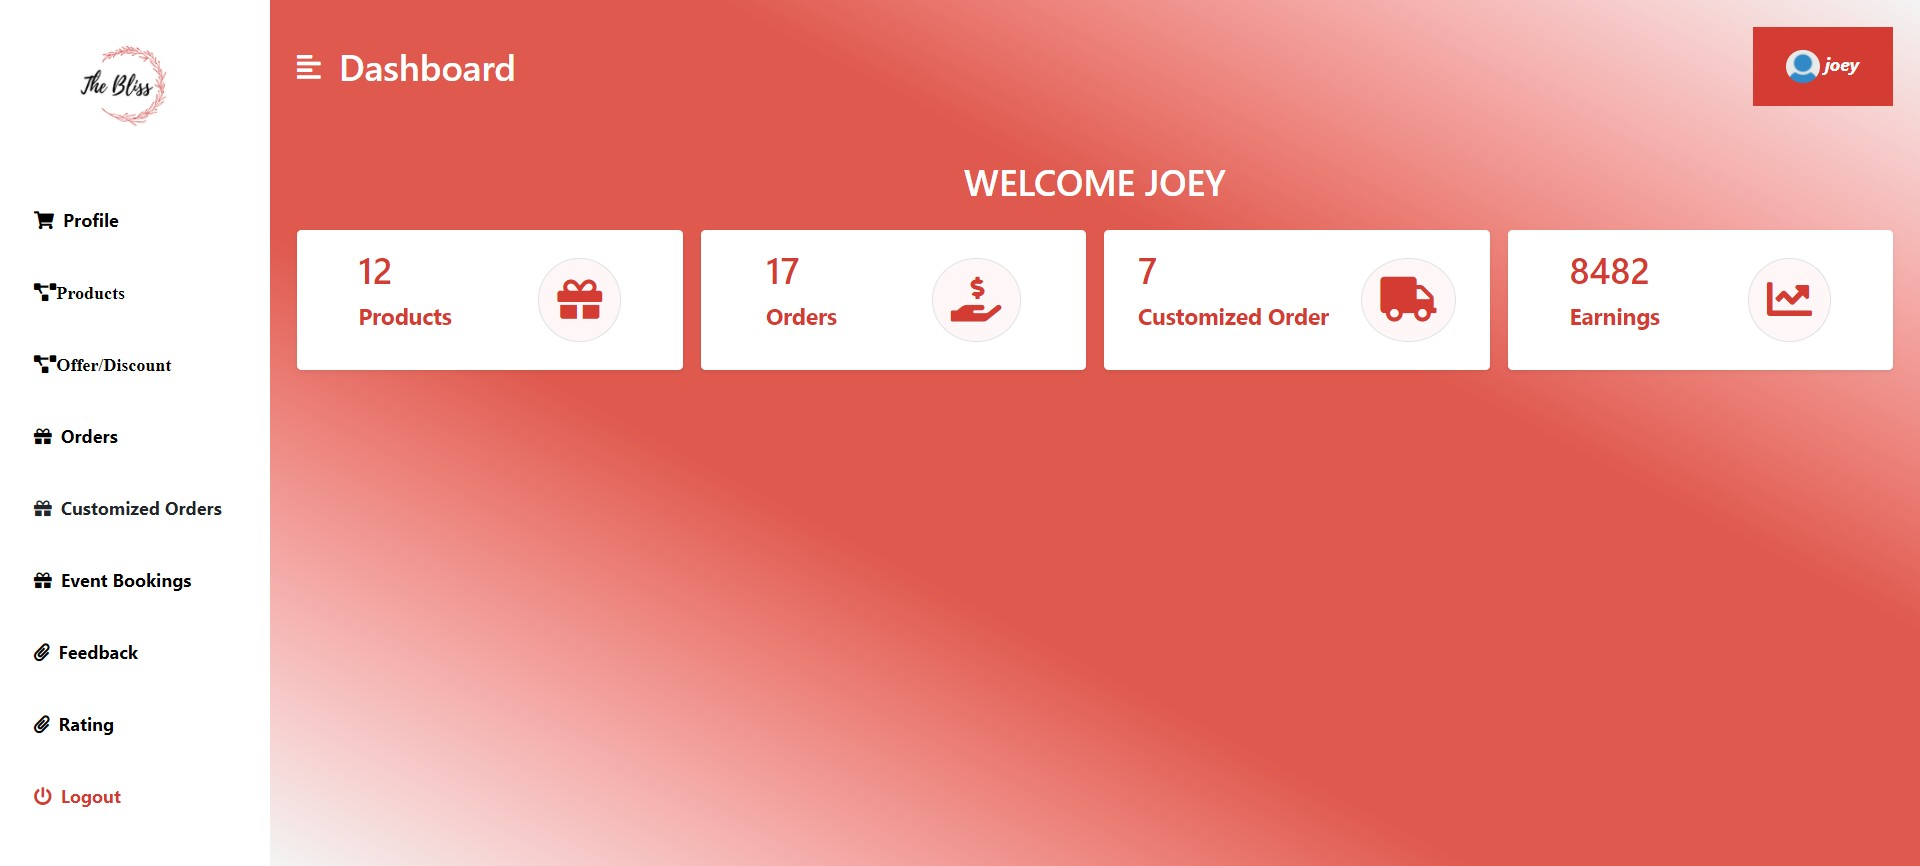 The Bliss
Profile
Products
Offer/Discount
Orders
Customized Orders
Event Bookings
Feedback
Rating
Logout
Dashboard
joey
WELCOME JOEY
12
Products
17
Orders
7
Customized Order
8482
Earnings